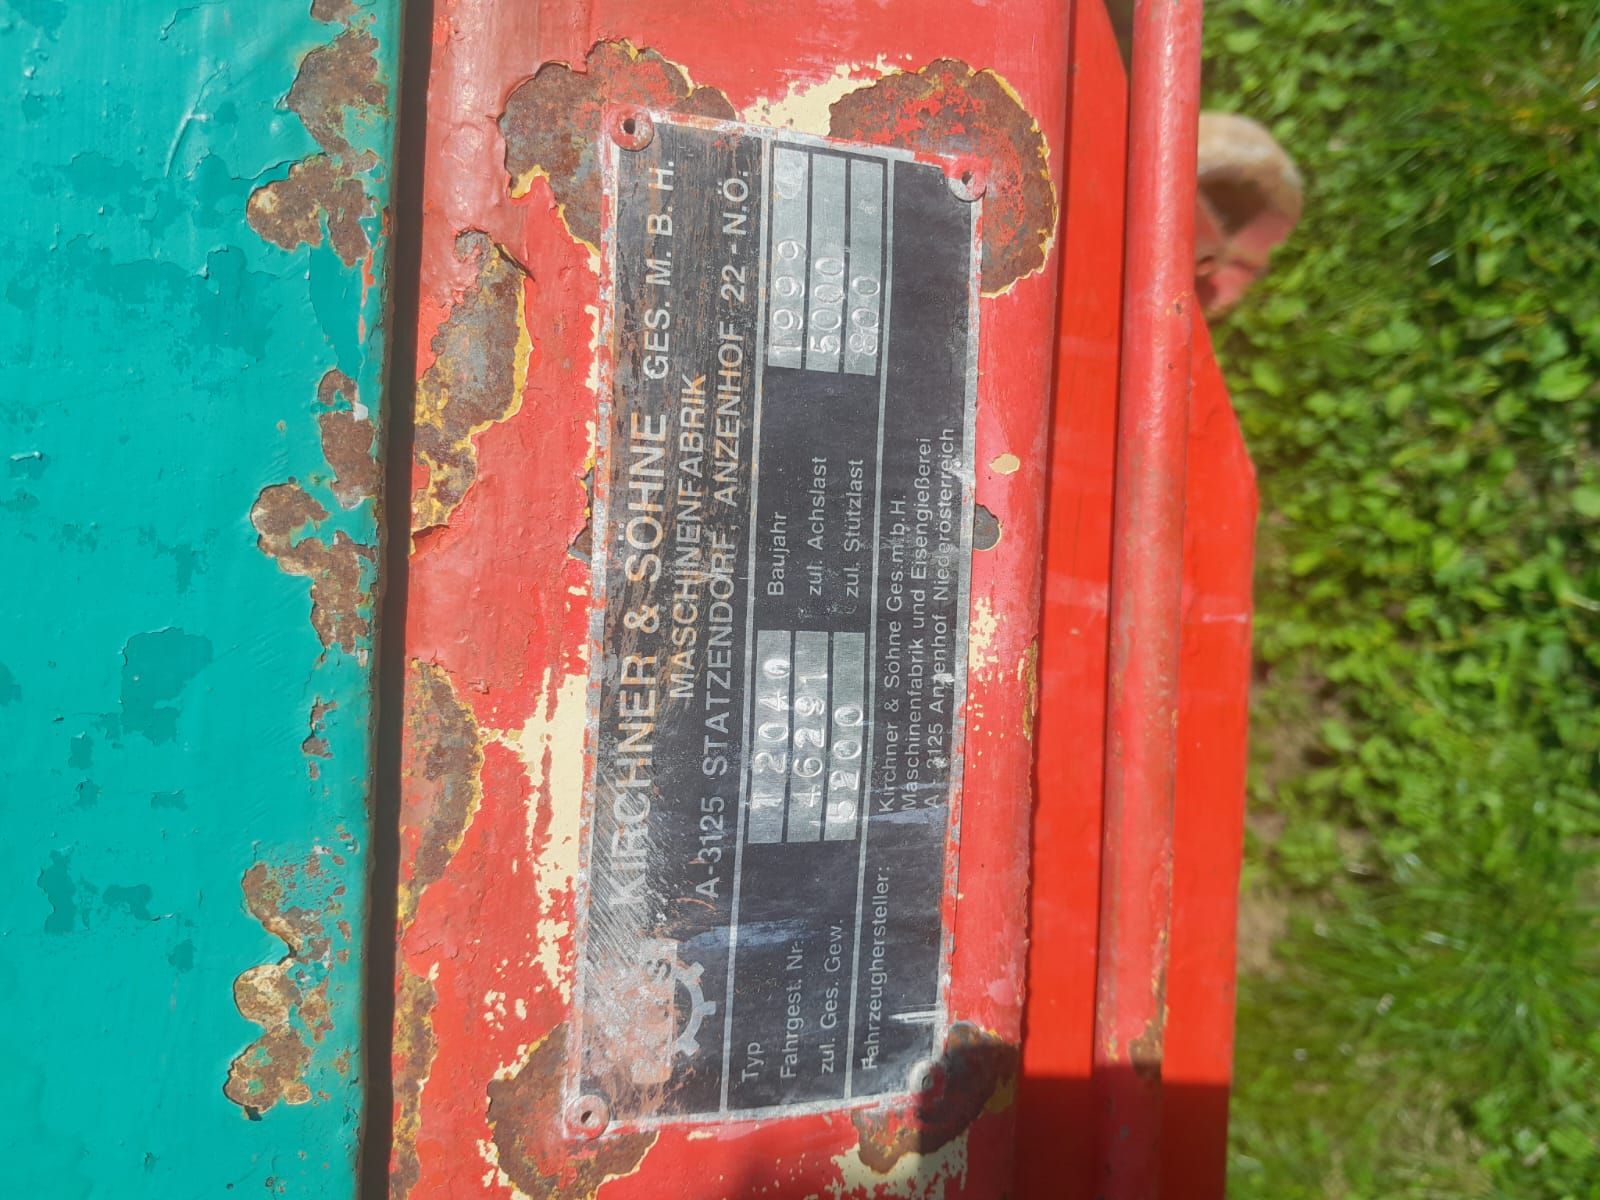 KIRCHNER & SÖHNE GES. M. B. H.
MASCHINENFABRIK
A-3125 STATZENDORF, ANZENHOF 22 - N.Ö.
Typ Baujahr
Fahrgest. Nr. 46291 zul. Achslast 5000
zul. Ges. Gew. 5200 zul. Stützlast 800
Fahrzeughersteller: Kirchner & Söhne Ges.m.b.H.
Maschinenfabrik und Eisengießerei
A - 3125 Anzenhof Niederösterreich